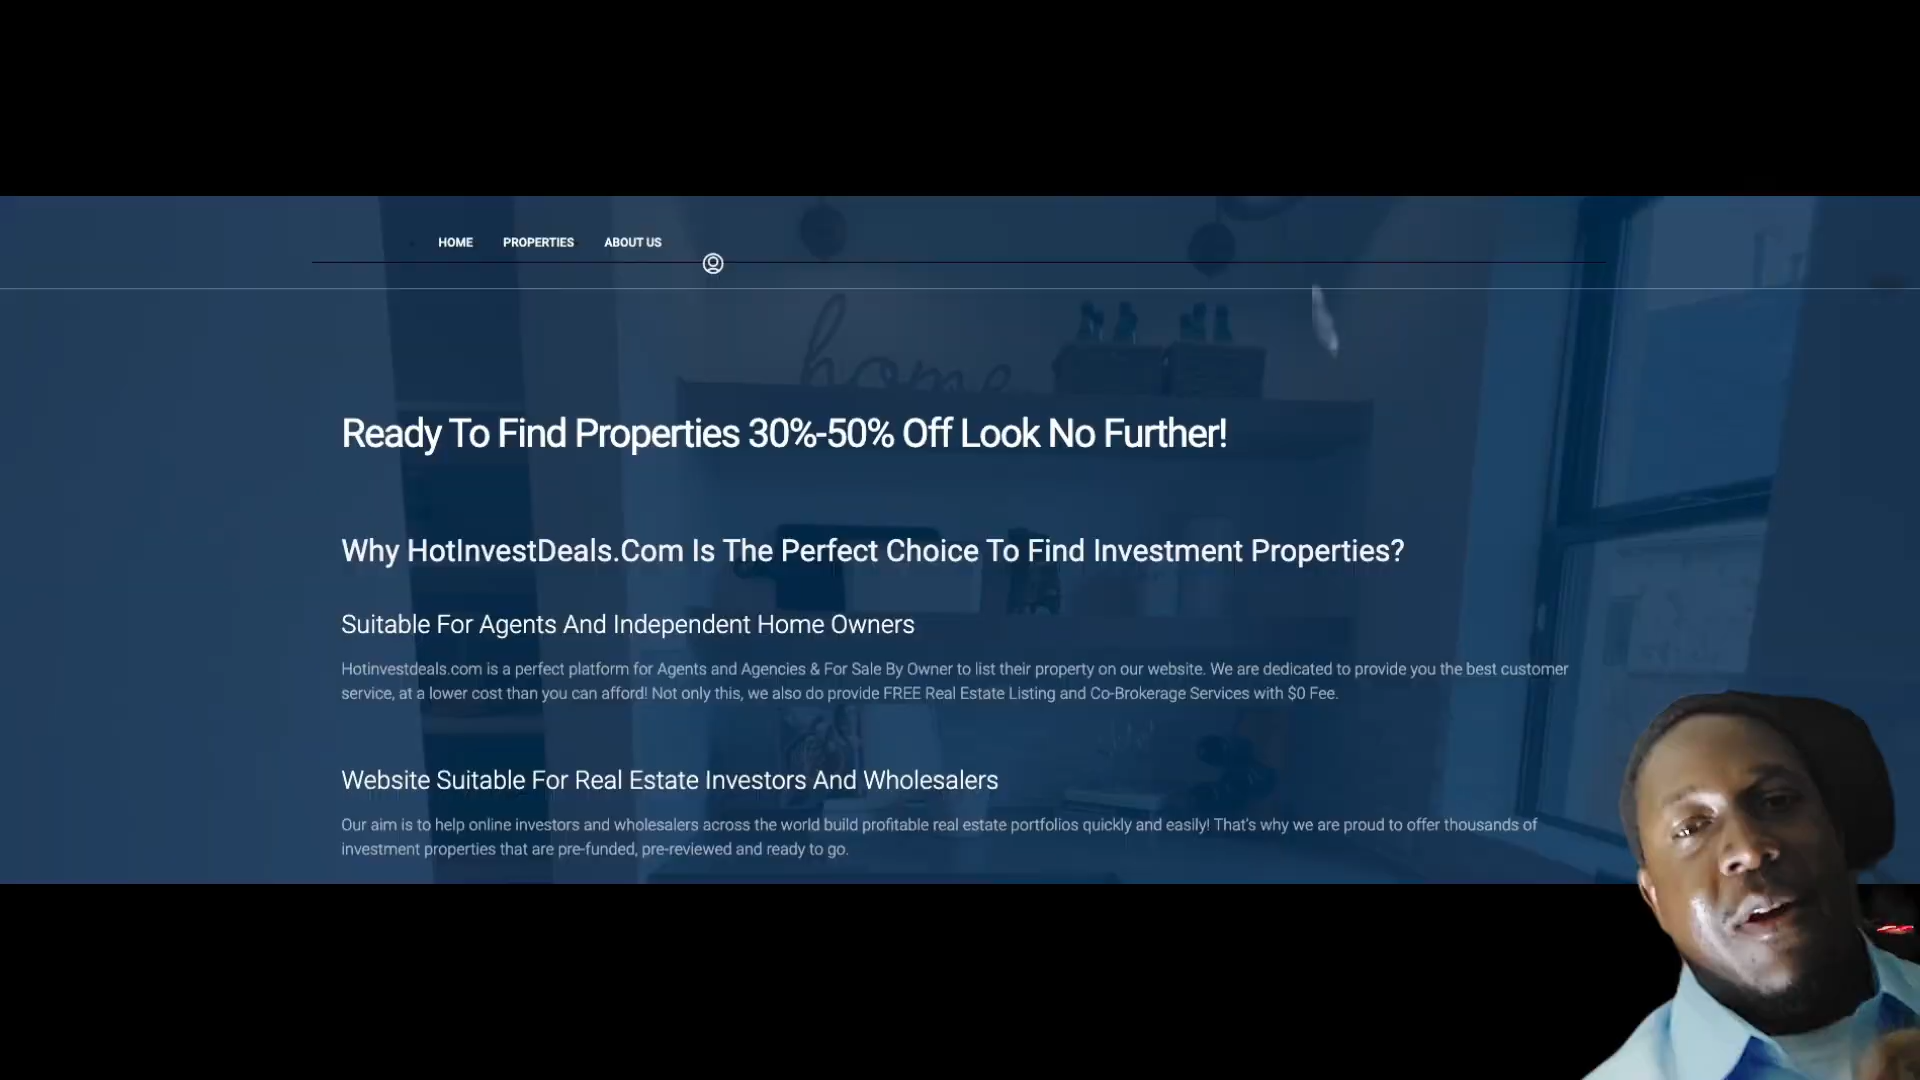 HOME PROPERTIES ABOUT US
home
Ready To Find Properties 30%-50% Off Look No Further!
Why HotInvestDeals.Com Is The Perfect Choice To Find Investment Properties?
Suitable For Agents And Independent Home Owners
Hotinvestdeals.com is a perfect platform for Agents and Agencies & For Sale By Owner to list their property on our website. We are dedicated to provide you the best customer
service, at a lower cost than you can afford! Not only this, we also do provide FREE Real Estate Listing and Co-Brokerage Services with $0 Fee.
Website Suitable For Real Estate Investors And Wholesalers
Our aim is to help online investors and wholesalers across the world build profitable real estate portfolios quickly and easily! That's why we are proud to offer thousands of
investment properties that are pre-funded, pre-reviewed and ready to go.